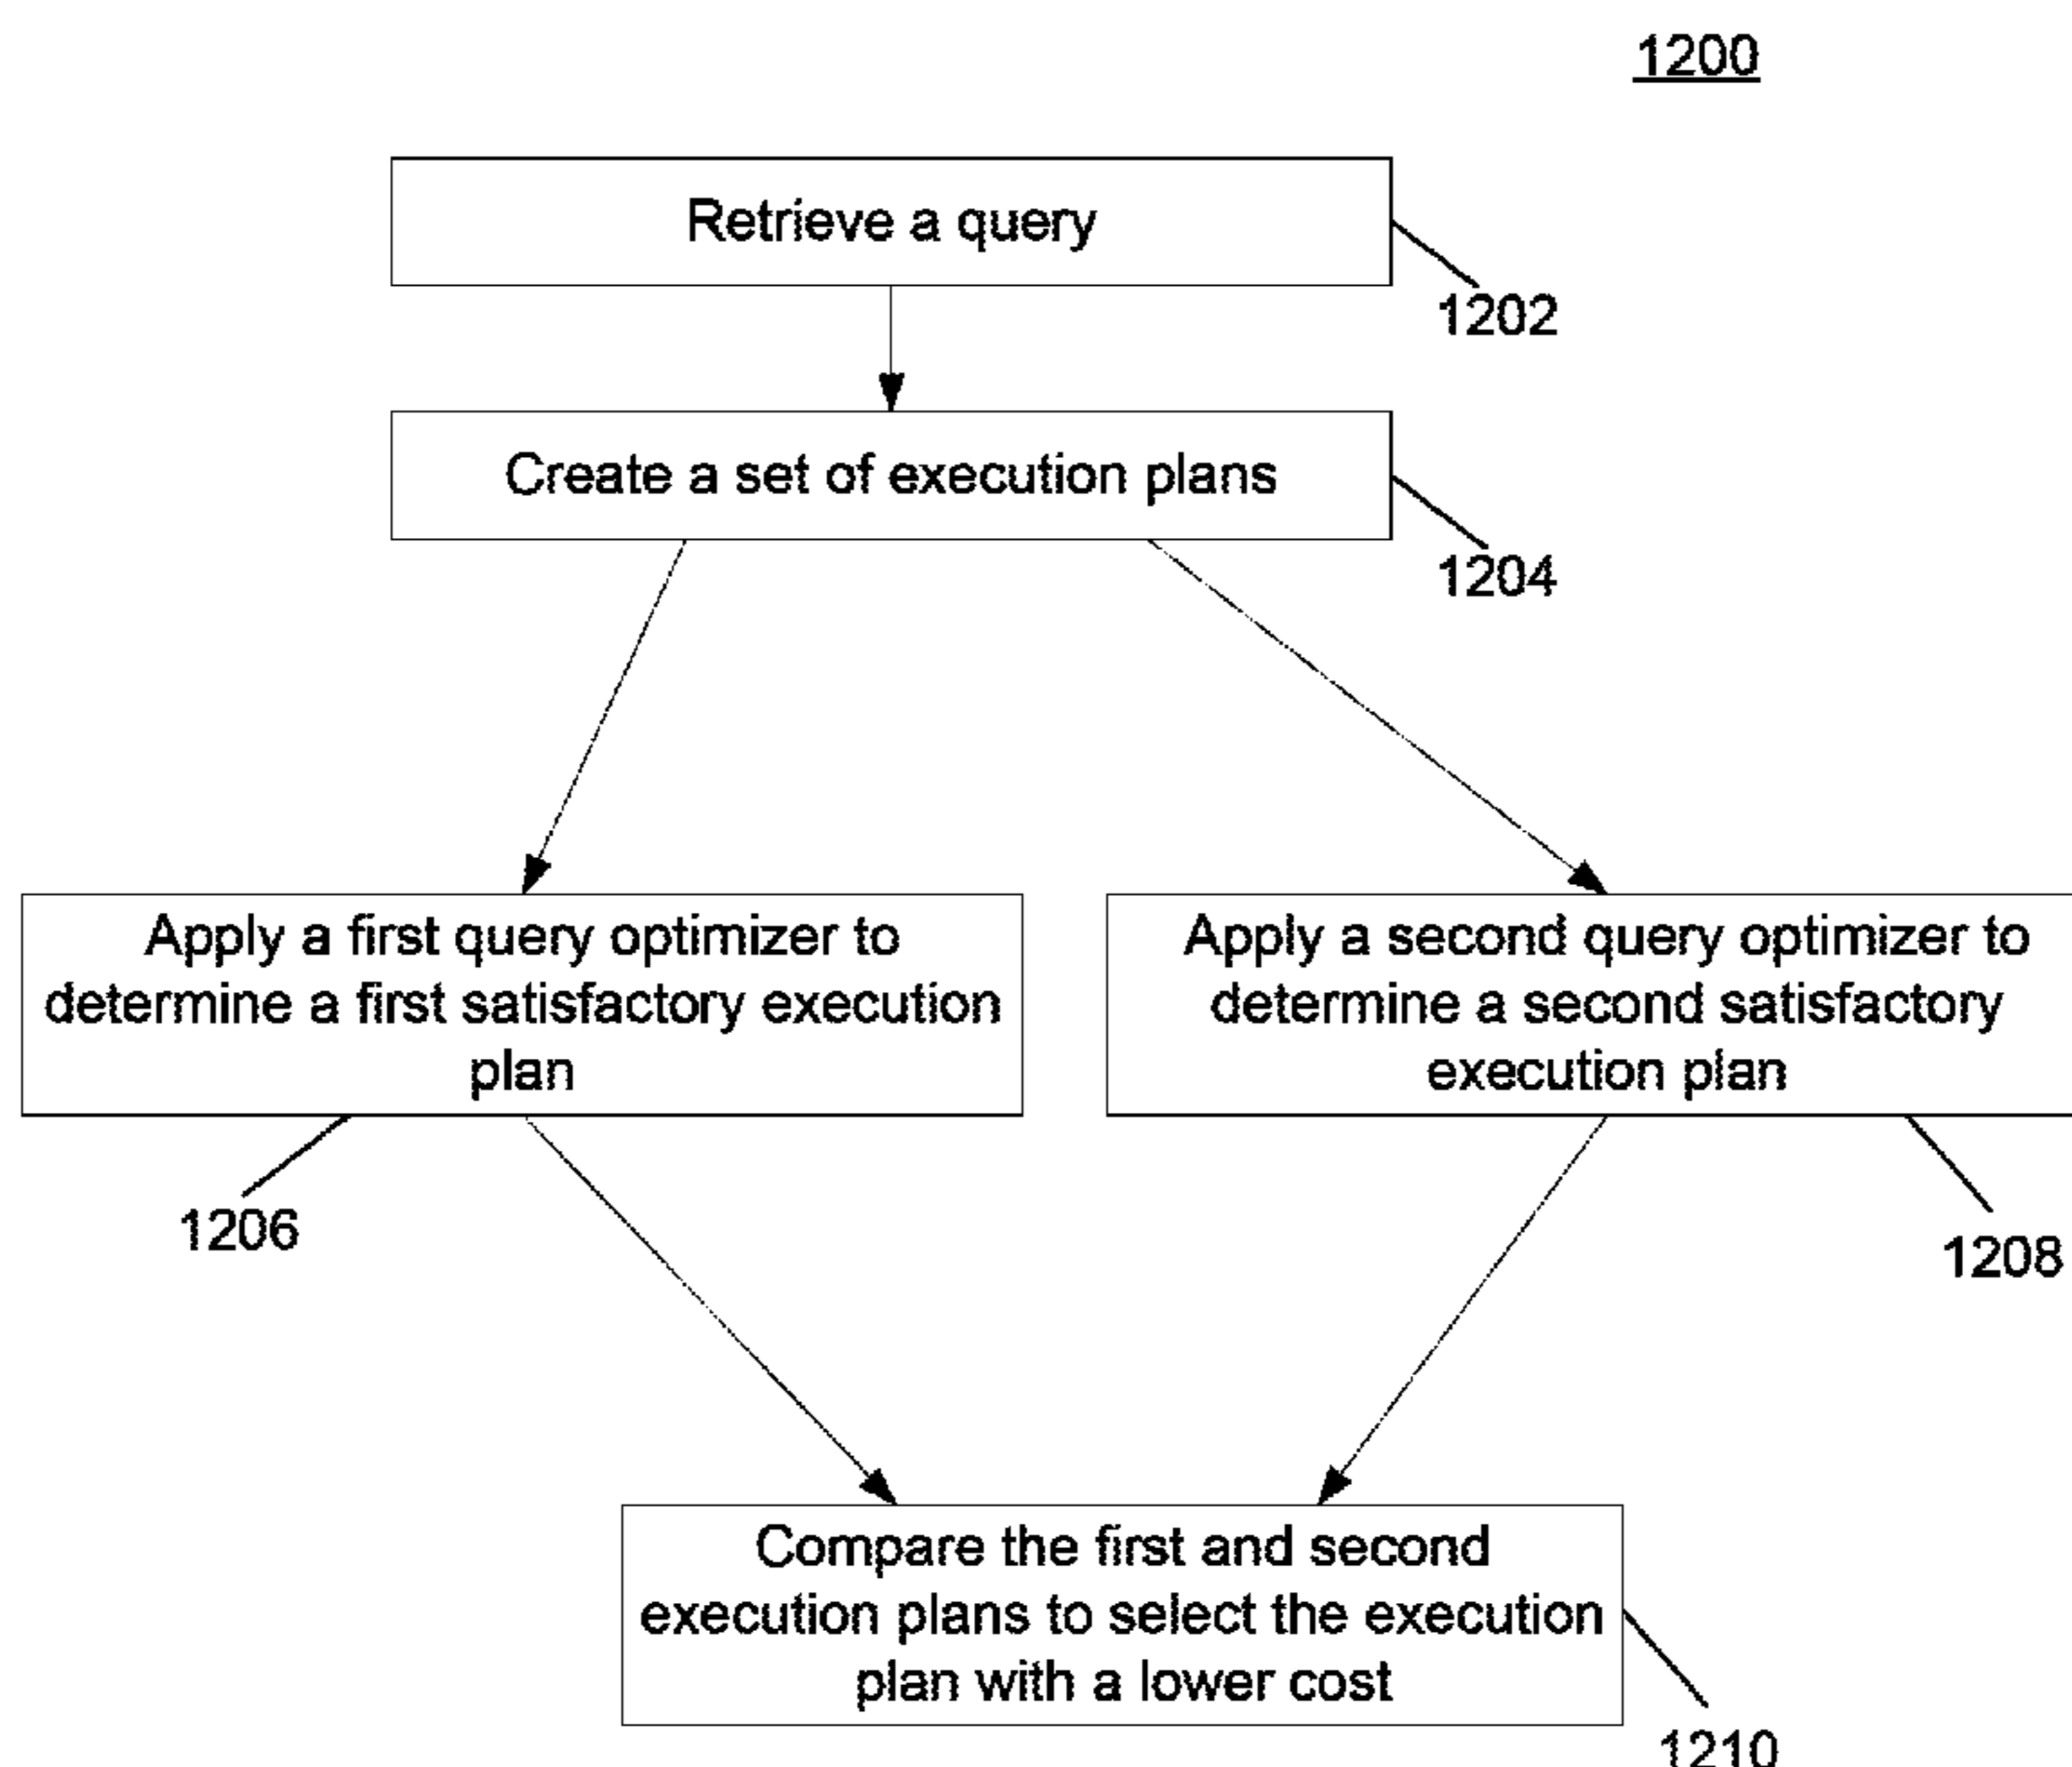 1200
Retrieve a query
1202
Create a set of execution plans
1204
Apply a first query optimizer to
determine a first satisfactory execution
plan
1206
Apply a second query optimizer to
determine a second satisfactory
execution plan
1208
Compare the first and second
execution plans to select the execution
plan with a lower cost
1210